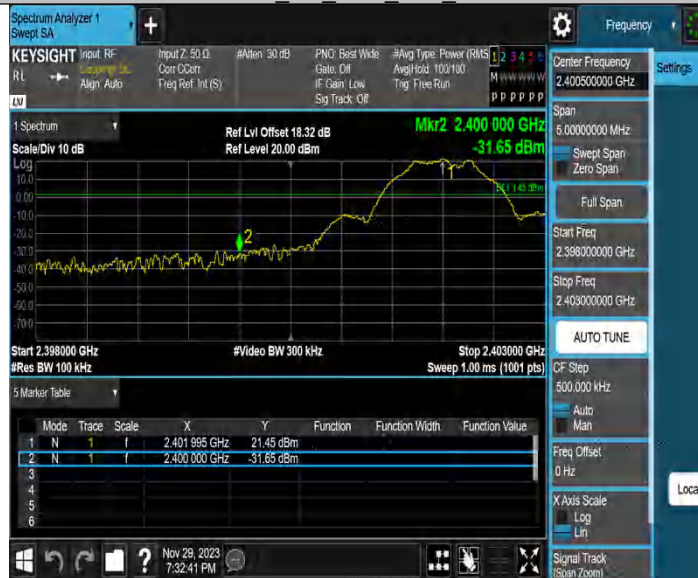 Spectrum Analyzer 1
Swept SA
+
Frequency
KEYSIGHT Input: RF Input Z: 50 Ω #Atten: 30 dB PNO: Best Wide #Avg Type: Power (RMS 1 2 3 4 5 6
RL Coupling: DC Corr CCorr Gate: Off Avg|Hold: 100/100 M W W W W W
Align: Auto Freq Ref: Int (S) IF Gain: Low Trig: Free Run
Sig Track: Off P P P P P P
LXI
1 Spectrum
Ref Lvl Offset 18.32 dB Mkr2 2.400 000 GHz
Scale/Div 10 dB Ref Level 20.00 dBm -31.65 dBm
Log
10.0
0.00
-10.0
-20.0
-30.0
-40.0
-50.0
-60.0
-70.0
1
2
DL1 1.45 dBm
Start 2.398000 GHz #Video BW 300 kHz Stop 2.403000 GHz
#Res BW 100 kHz Sweep 1.00 ms (1001 pts)
5 Marker Table
Mode Trace Scale X Y Function Function Width Function Value
1 N 1 f 2.401 995 GHz 21.45 dBm
2 N 1 f 2.400 000 GHz -31.65 dBm
3
4
5
6
?
Nov 29, 2023
7:32:41 PM
Center Frequency
2.400500000 GHz
Settings
Span
5.00000000 MHz
Swept Span
Zero Span
Full Span
Start Freq
2.398000000 GHz
Stop Freq
2.403000000 GHz
AUTO TUNE
CF Step
500.000 kHz
Auto
Man
Freq Offset
0 Hz
X Axis Scale
Log
Lin
Loca
Signal Track
(Span Zoom)